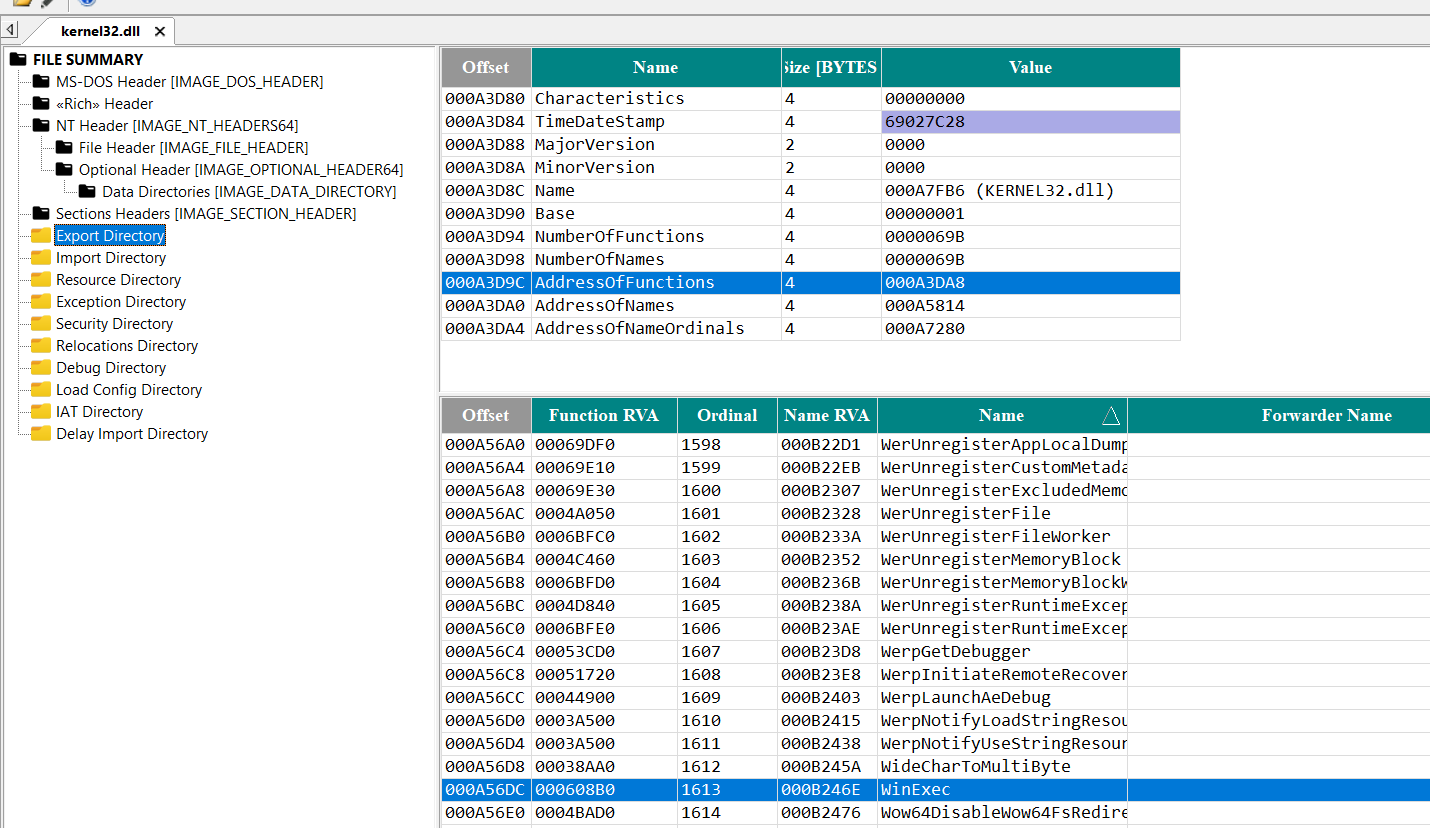 kernel32.dll
FILE SUMMARY
MS-DOS Header [IMAGE_DOS_HEADER]
«Rich» Header
NT Header [IMAGE_NT_HEADERS64]
File Header [IMAGE_FILE_HEADER]
Optional Header [IMAGE_OPTIONAL_HEADER64]
Data Directories [IMAGE_DATA_DIRECTORY]
Sections Headers [IMAGE_SECTION_HEADER]
Export Directory
Import Directory
Resource Directory
Exception Directory
Security Directory
Relocations Directory
Debug Directory
Load Config Directory
IAT Directory
Delay Import Directory
Offset Name Size [BYTES Value
000A3D80 Characteristics 4 00000000
000A3D84 TimeDateStamp 4 69027C28
000A3D88 MajorVersion 2 0000
000A3D8A MinorVersion 2 0000
000A3D8C Name 4 000A7FB6 (KERNEL32.dll)
000A3D90 Base 4 00000001
000A3D94 NumberOfFunctions 4 0000069B
000A3D98 NumberOfNames 4 0000069B
000A3D9C AddressOfFunctions 4 000A3DA8
000A3DA0 AddressOfNames 4 000A5814
000A3DA4 AddressOfNameOrdinals 4 000A7280
Offset Function RVA Ordinal Name RVA Name Forwarder Name
000A56A0 00069DF0 1598 000B22D1 WerUnregisterAppLocalDump
000A56A4 00069E10 1599 000B22EB WerUnregisterCustomMetada
000A56A8 00069E30 1600 000B2307 WerUnregisterExcludedMemo
000A56AC 0004A050 1601 000B2328 WerUnregisterFile
000A56B0 0006BFC0 1602 000B233A WerUnregisterFileWorker
000A56B4 0004C460 1603 000B2352 WerUnregisterMemoryBlock
000A56B8 0006BFD0 1604 000B236B WerUnregisterMemoryBlockW
000A56BC 0004D840 1605 000B238A WerUnregisterRuntimeExcep
000A56C0 0006BFE0 1606 000B23AE WerUnregisterRuntimeExcep
000A56C4 00053CD0 1607 000B23D8 WerpGetDebugger
000A56C8 00051720 1608 000B23E8 WerpInitiateRemoteRecover
000A56CC 00044900 1609 000B2403 WerpLaunchAeDebug
000A56D0 0003A500 1610 000B2415 WerpNotifyLoadStringResou
000A56D4 0003A500 1611 000B2438 WerpNotifyUseStringResour
000A56D8 00038AA0 1612 000B245A WideCharToMultiByte
000A56DC 000608B0 1613 000B246E WinExec
000A56E0 0004BAD0 1614 000B2476 Wow64DisableWow64FsRedire